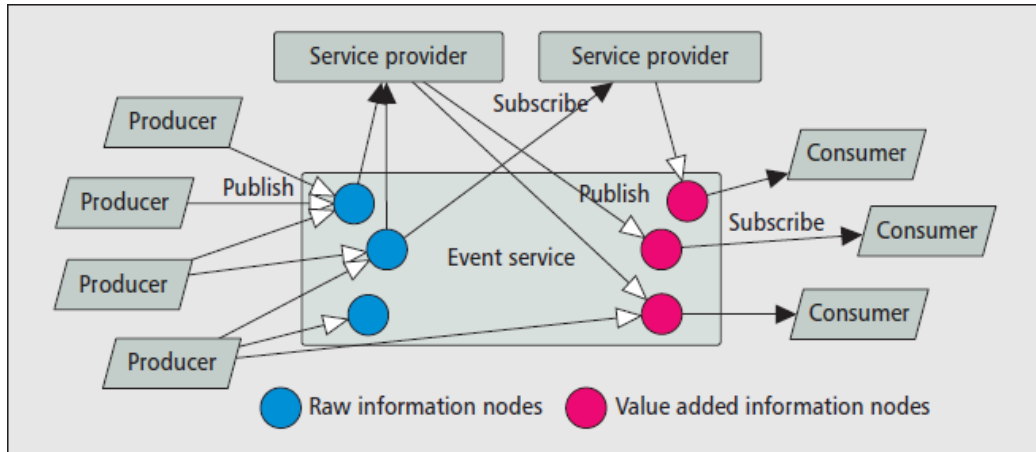 Service provider
Service provider
Subscribe
Producer
Consumer
Producer
Publish
Publish
Subscribe
Consumer
Producer
Event service
Consumer
Producer
Raw information nodes
Value added information nodes